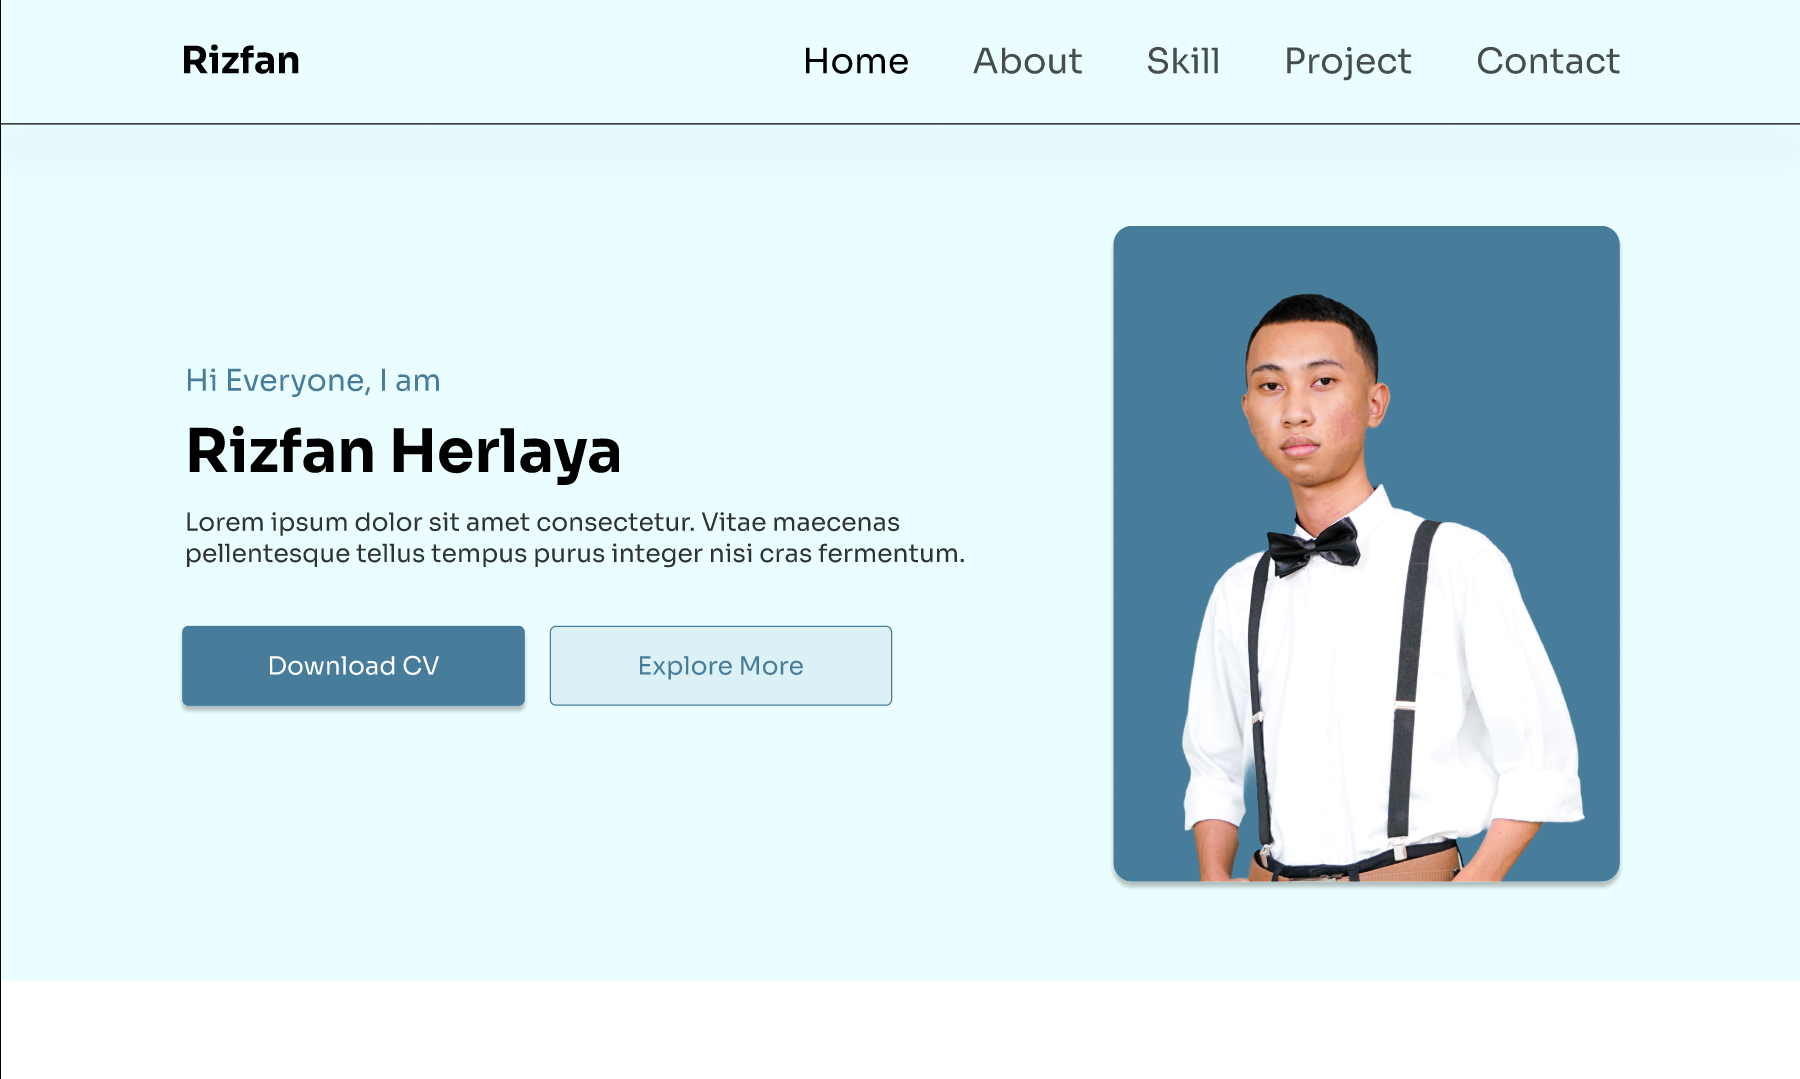 Rizfan
Home About Skill Project Contact
Hi Everyone, I am
Rizfan Herlaya
Lorem ipsum dolor sit amet consectetur. Vitae maecenas
pellentesque tellus tempus purus integer nisi cras fermentum.
Download CV
Explore More